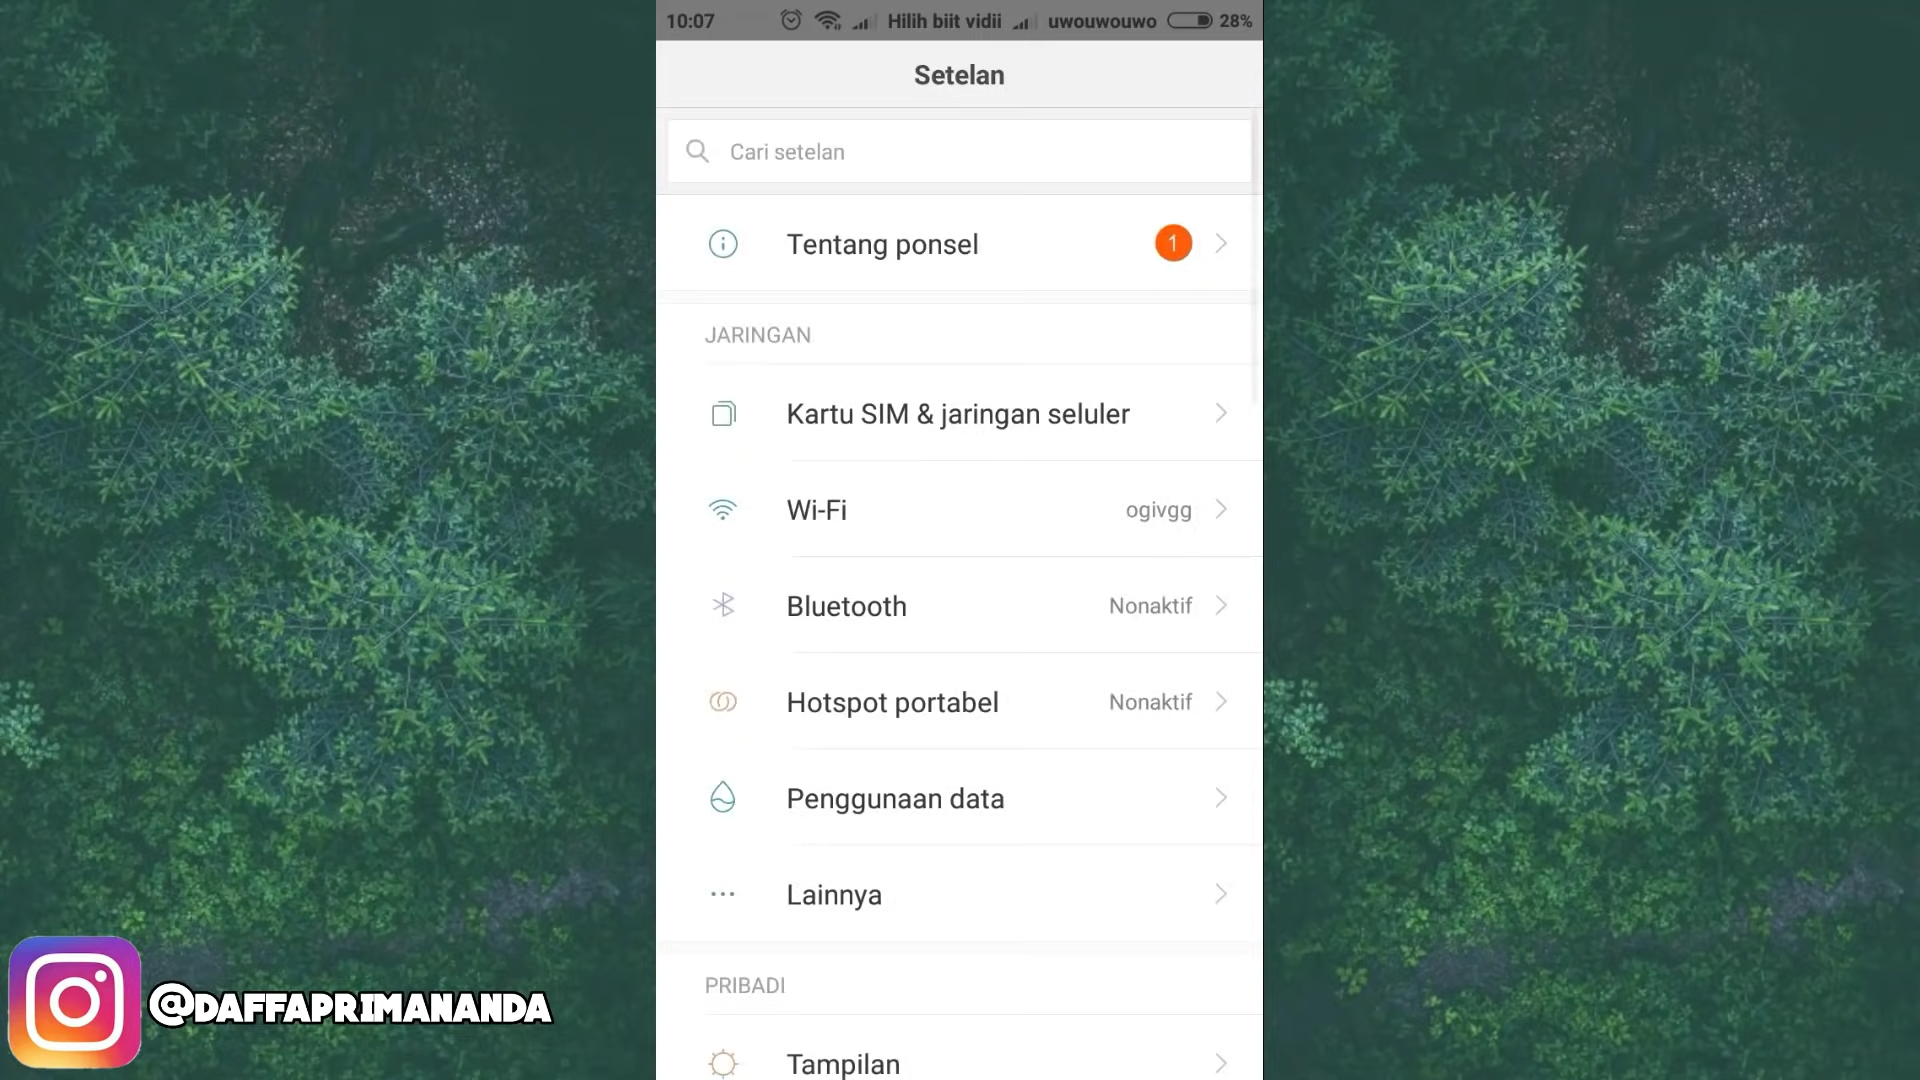 10:07 Hilih biit vidii uwouwouwo 28%
Setelan
Cari setelan
Tentang ponsel 1
JARINGAN
Kartu SIM & jaringan seluler
Wi-Fi ogivgg
Bluetooth Nonaktif
Hotspot portabel Nonaktif
Penggunaan data
Lainnya
PRIBADI
Tampilan
@DAFFAPRIMANANDA